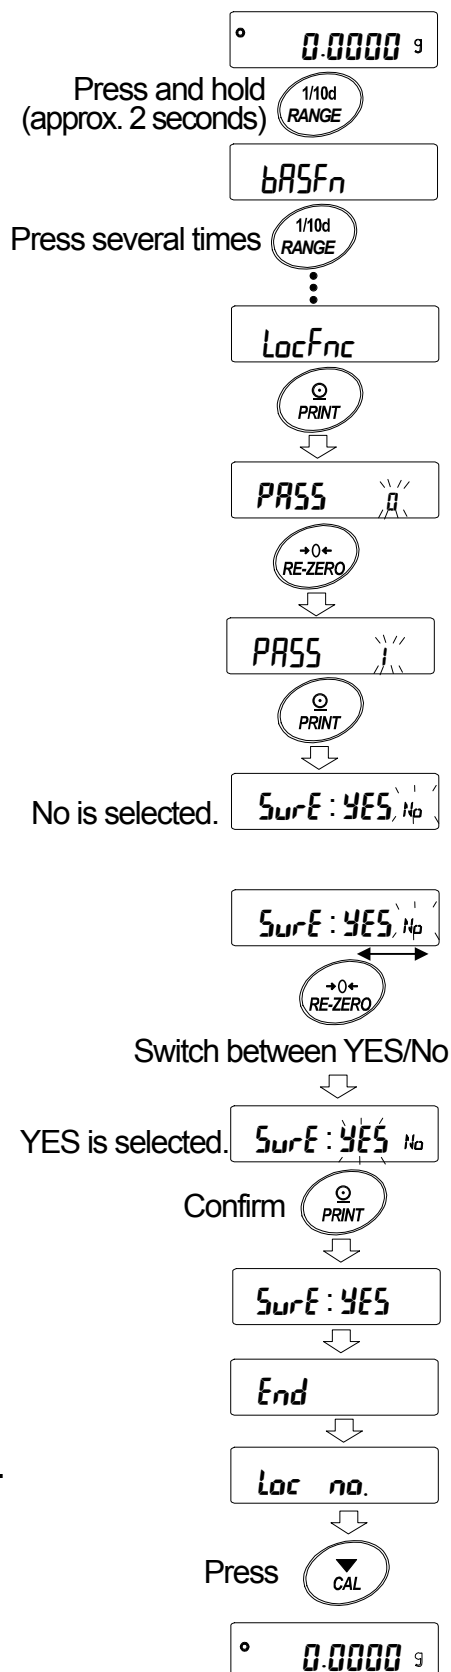 0.0000 g
Press and hold
(approx. 2 seconds)
1/10d
RANGE
bASFn
Press several times
1/10d
RANGE
LocFnc
PRINT
PASS 0
→0←
RE-ZERO
PASS 1
PRINT
No is selected.
SurE:YES No
SurE:YES No
→0←
RE-ZERO
Switch between YES/No
YES is selected.
SurE:YES No
Confirm
PRINT
SurE:YES
End
.
Loc no.
Press
CAL
0.0000 g